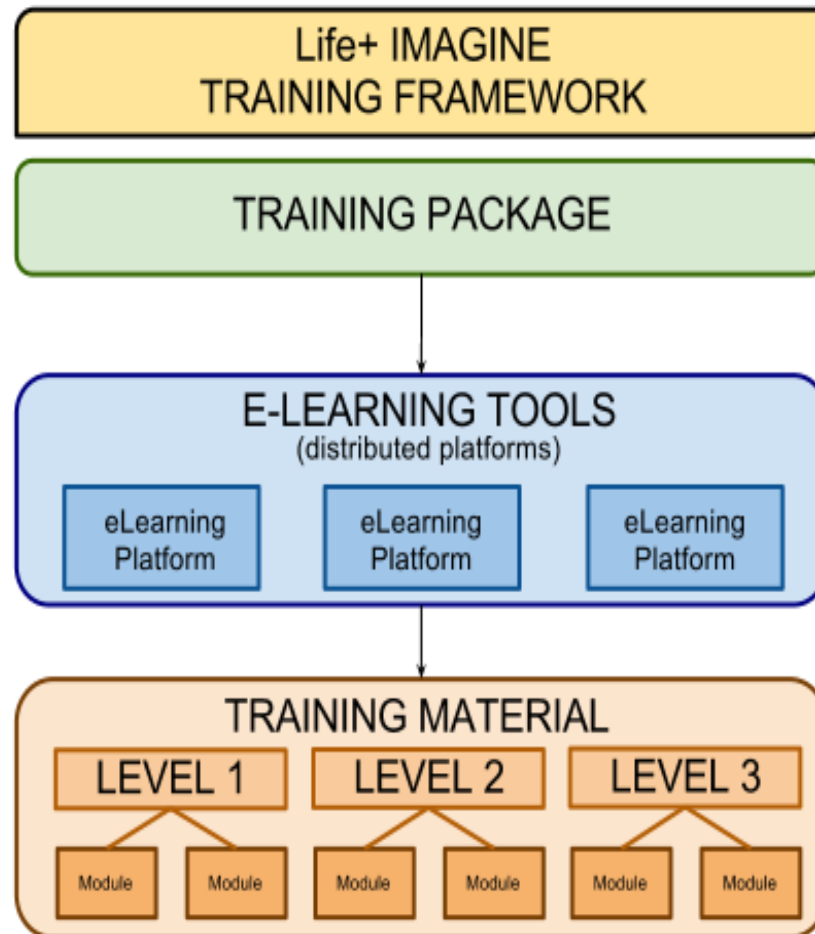 Life+ IMAGINE
TRAINING FRAMEWORK
TRAINING PACKAGE
E-LEARNING TOOLS
(distributed platforms)
eLearning
Platform
eLearning
Platform
eLearning
Platform
TRAINING MATERIAL
LEVEL 1
LEVEL 2
LEVEL 3
Module
Module
Module
Module
Module
Module